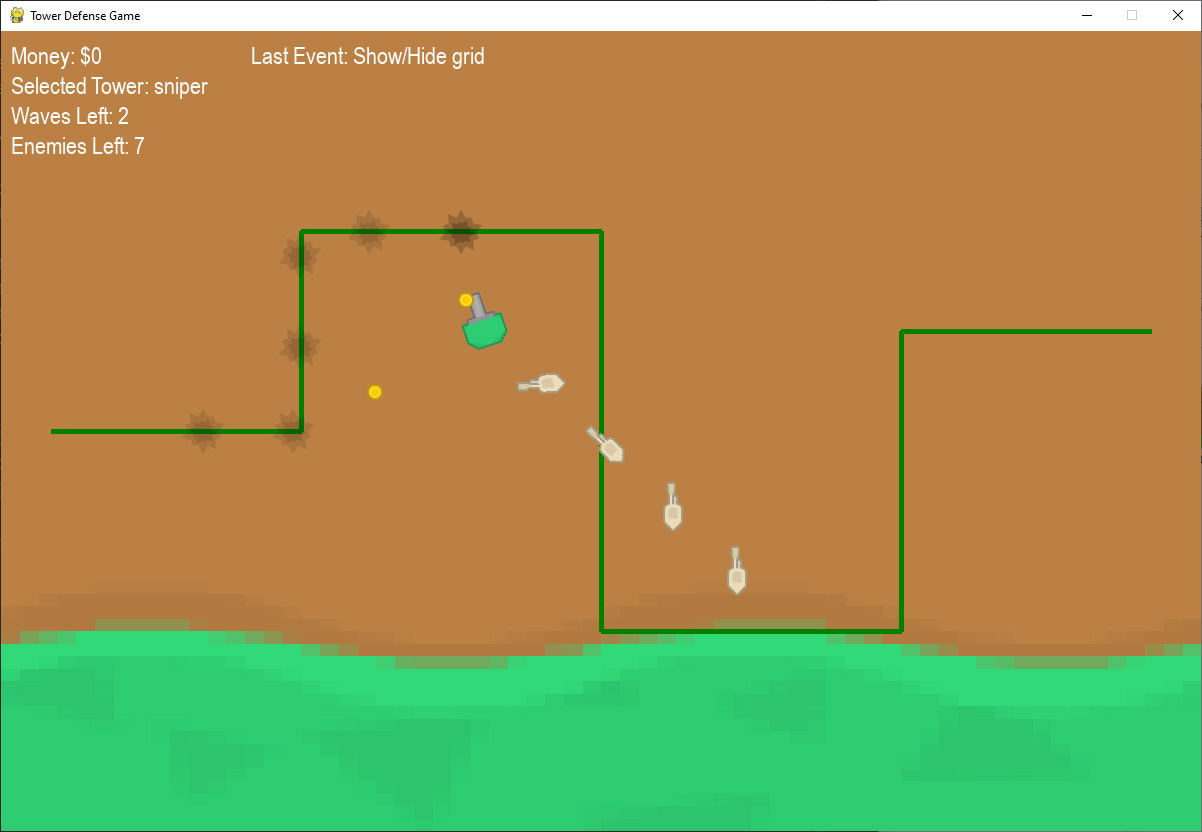 Tower Defense Game
Money: $0
Last Event: Show/Hide grid
Selected Tower: sniper
Waves Left: 2
Enemies Left: 7